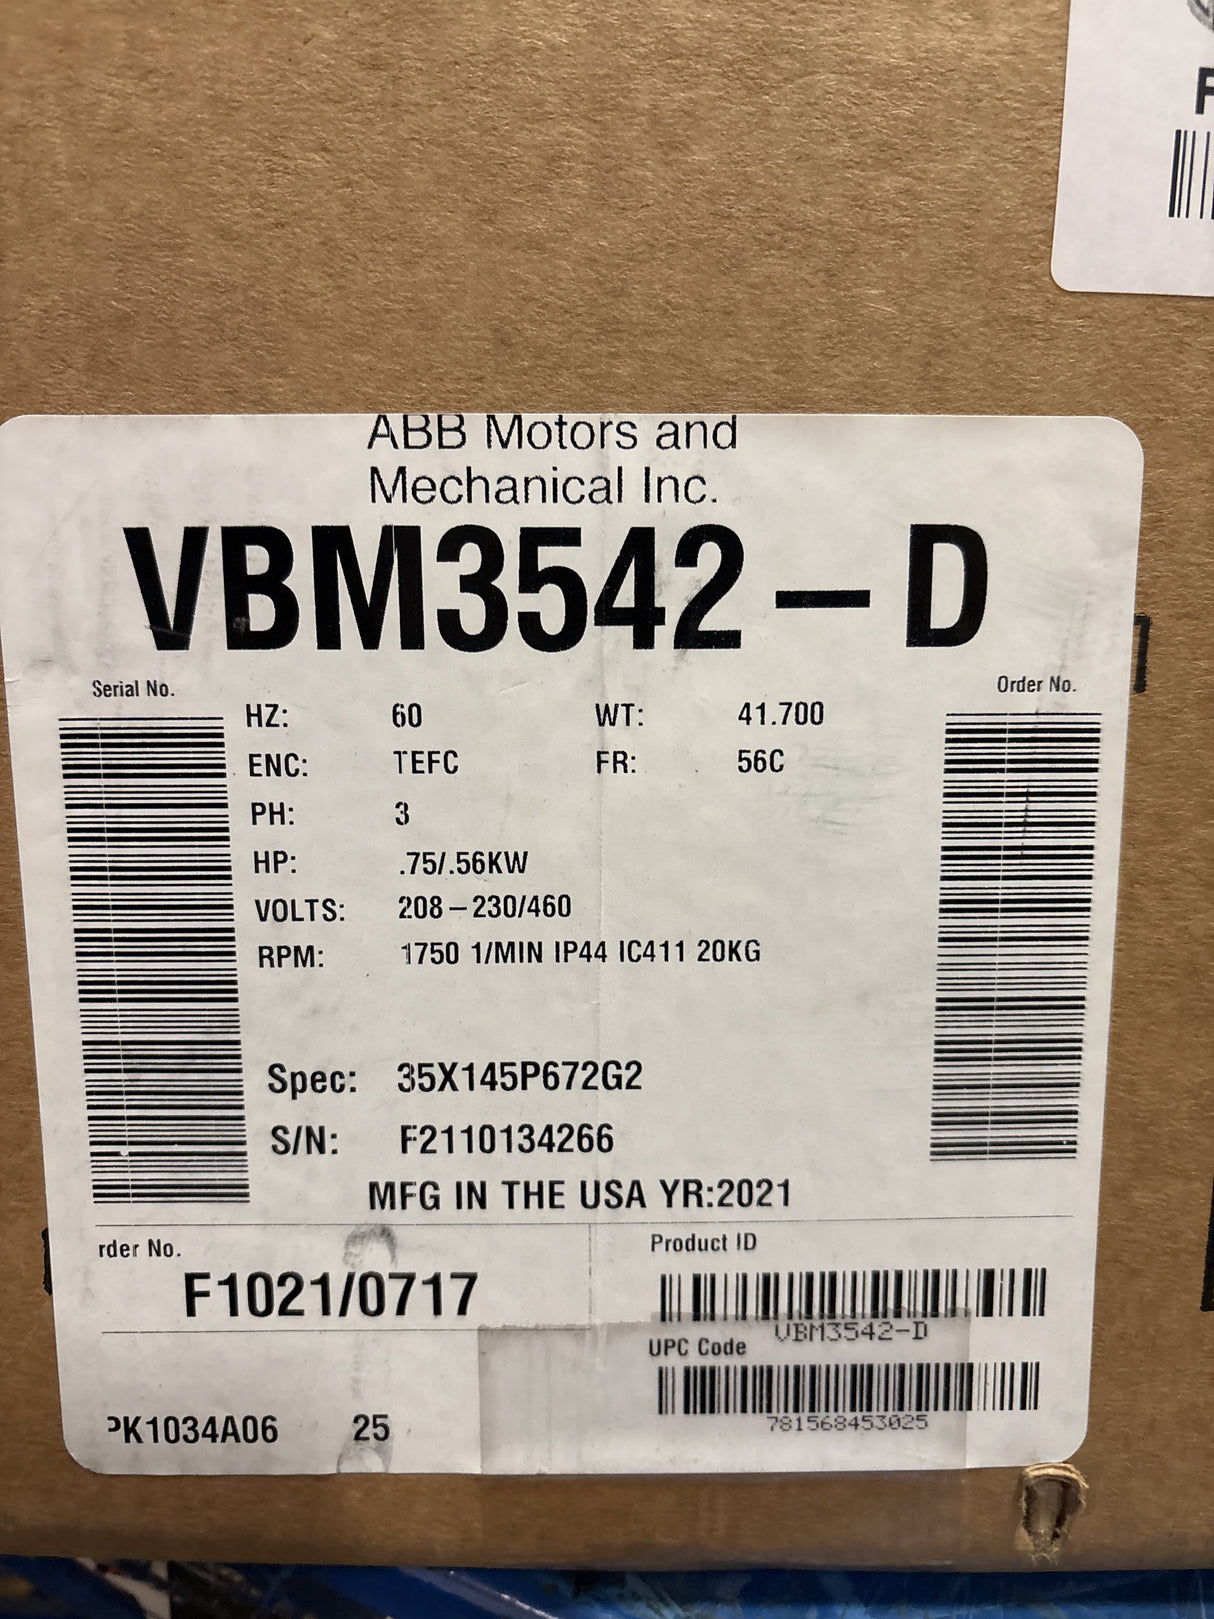 F
ABB Motors and
Mechanical Inc.
VBM3542-D
Serial No.
Order No.
HZ: 60 WT: 41.700
ENC: TEFC FR: 56C
PH: 3
HP: .75/.56KW
VOLTS: 208-230/460
RPM: 1750 1/MIN IP44 IC411 20KG
Spec: 35X145P672G2
S/N: F2110134266
MFG IN THE USA YR:2021
rder No.
F1021/0717
Product ID
VBM3542-D
UPC Code
781568453025
PK1034A06 25